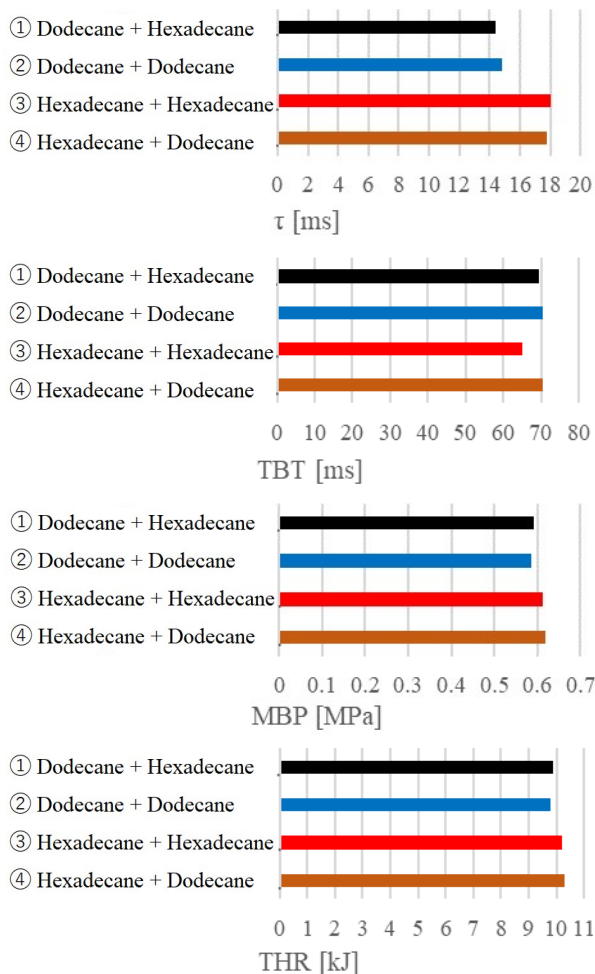 ① Dodecane + Hexadecane
② Dodecane + Dodecane
③ Hexadecane + Hexadecane
④ Hexadecane + Dodecane
0 2 4 6 8 10 12 14 16 18 20
τ [ms]
① Dodecane + Hexadecane
② Dodecane + Dodecane
③ Hexadecane + Hexadecane
④ Hexadecane + Dodecane
0 10 20 30 40 50 60 70 80
TBT [ms]
① Dodecane + Hexadecane
② Dodecane + Dodecane
③ Hexadecane + Hexadecane
④ Hexadecane + Dodecane
0 0.1 0.2 0.3 0.4 0.5 0.6 0.7
MBP [MPa]
① Dodecane + Hexadecane
② Dodecane + Dodecane
③ Hexadecane + Hexadecane
④ Hexadecane + Dodecane
0 1 2 3 4 5 6 7 8 9 10 11
THR [kJ]